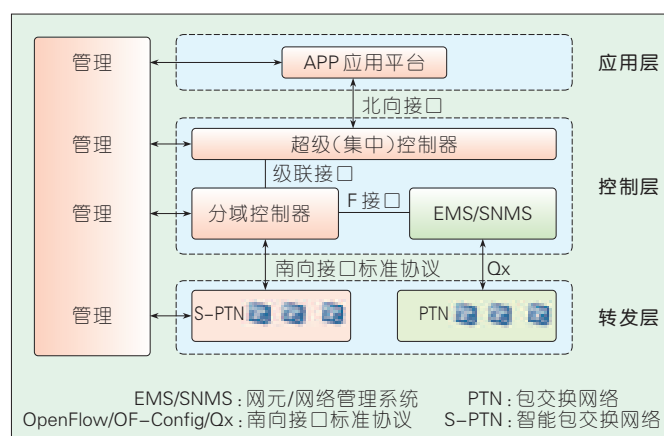 管理 APP应用平台 应用层
北向接口
管理 超级(集中)控制器
级联接口
控制层
管理 分域控制器 F接口 EMS/SNMS
南向接口标准协议 Qx
管理 S-PTN PTN 转发层
EMS/SNMS:网元/网络管理系统 PTN:包交换网络
OpenFlow/OF-Config/Qx:南向接口标准协议 S-PTN:智能包交换网络